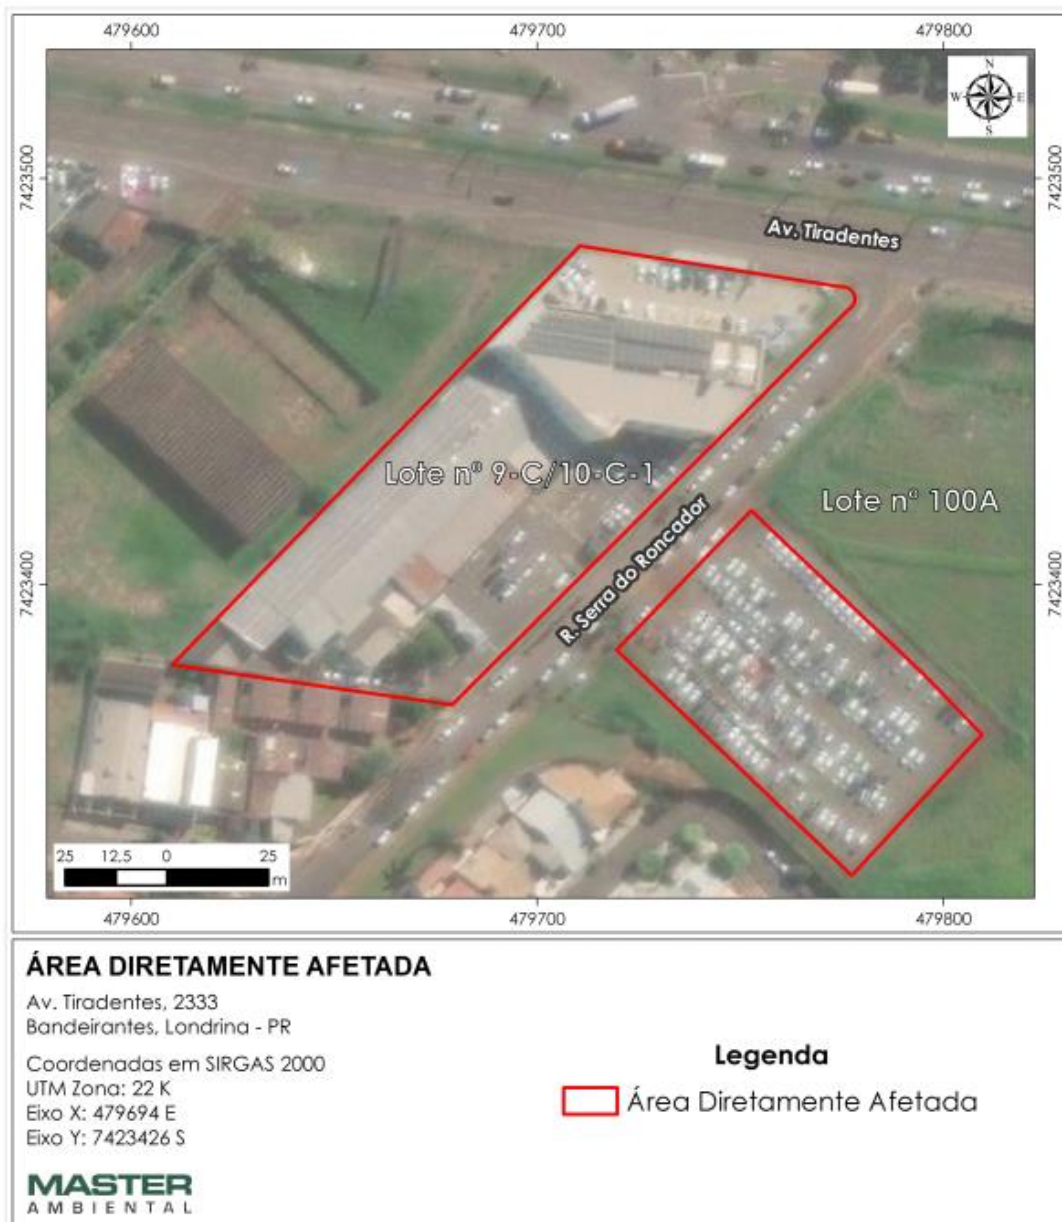 479600 479700 479800
N
W E
S
7423500 7423500
Av. Tiradentes
Lote nº 9-C/10-C-1
Lote nº 100A
R. Serra do Roncador
7423400 7423400
25 12,5 0 25
m
479600 479700 479800
ÁREA DIRETAMENTE AFETADA
Av. Tiradentes, 2333
Bandeirantes, Londrina - PR
Coordenadas em SIRGAS 2000
UTM Zona: 22 K
Eixo X: 479694 E
Eixo Y: 7423426 S
Legenda
Área Diretamente Afetada
MASTER
AMBIENTAL